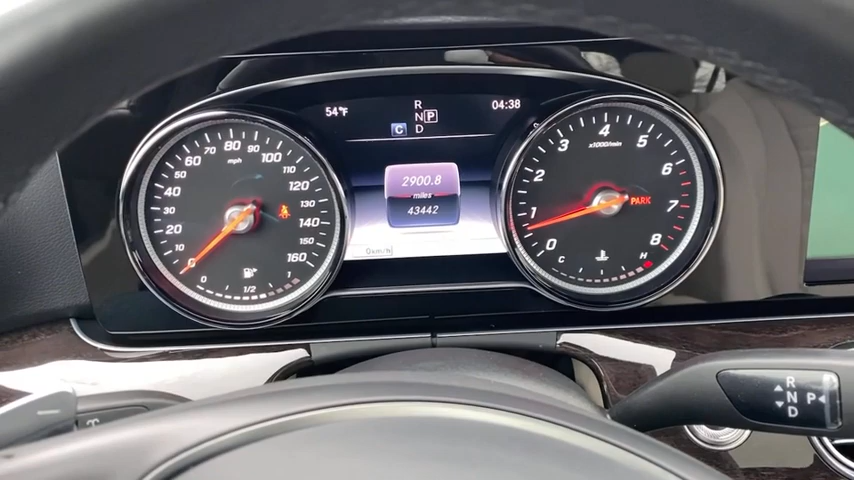 54°F
R
N P
D
C
04:38
0
10
20
30
40
50
60
70
80
90
100
110
120
130
140
150
160
mph
0
1/2
1
2900.8
miles
43442
0km/h
0
1
2
3
4
5
6
7
8
x1000/min
PARK
C
H
R
N P
D